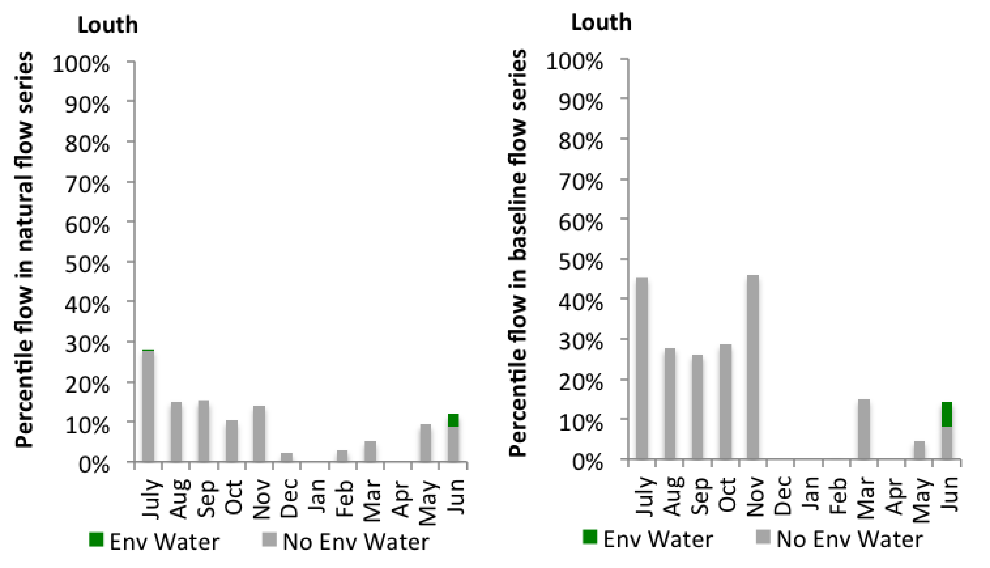 Louth
Percentile flow in natural flow series
100%
90%
80%
70%
60%
50%
40%
30%
20%
10%
0%
July
Aug
Sep
Oct
Nov
Dec
Jan
Feb
Mar
Apr
May
Jun
Env Water
No Env Water
Louth
Percentile flow in baseline flow series
100%
90%
80%
70%
60%
50%
40%
30%
20%
10%
0%
July
Aug
Sep
Oct
Nov
Dec
Jan
Feb
Mar
Apr
May
Jun
Env Water
No Env Water